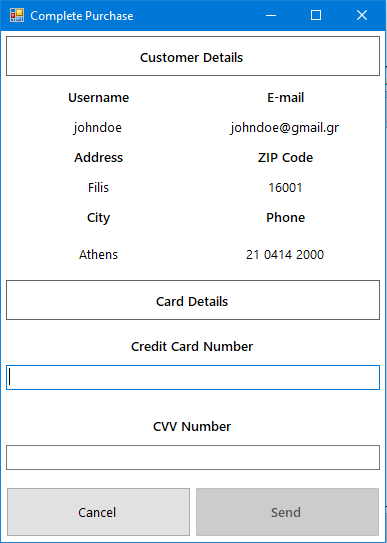 Complete Purchase
Customer Details
Username E-mail
johndoe johndoe@gmail.gr
Address ZIP Code
Filis 16001
City Phone
Athens 21 0414 2000
Card Details
Credit Card Number
CVV Number
Cancel Send